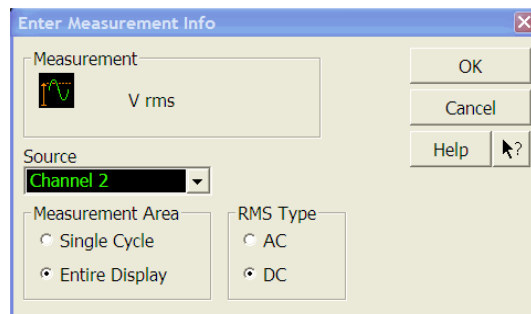 Enter Measurement Info
Measurement
V rms
OK
Cancel
Help ?
Source
Channel 2
Measurement Area
Single Cycle
Entire Display
RMS Type
AC
DC